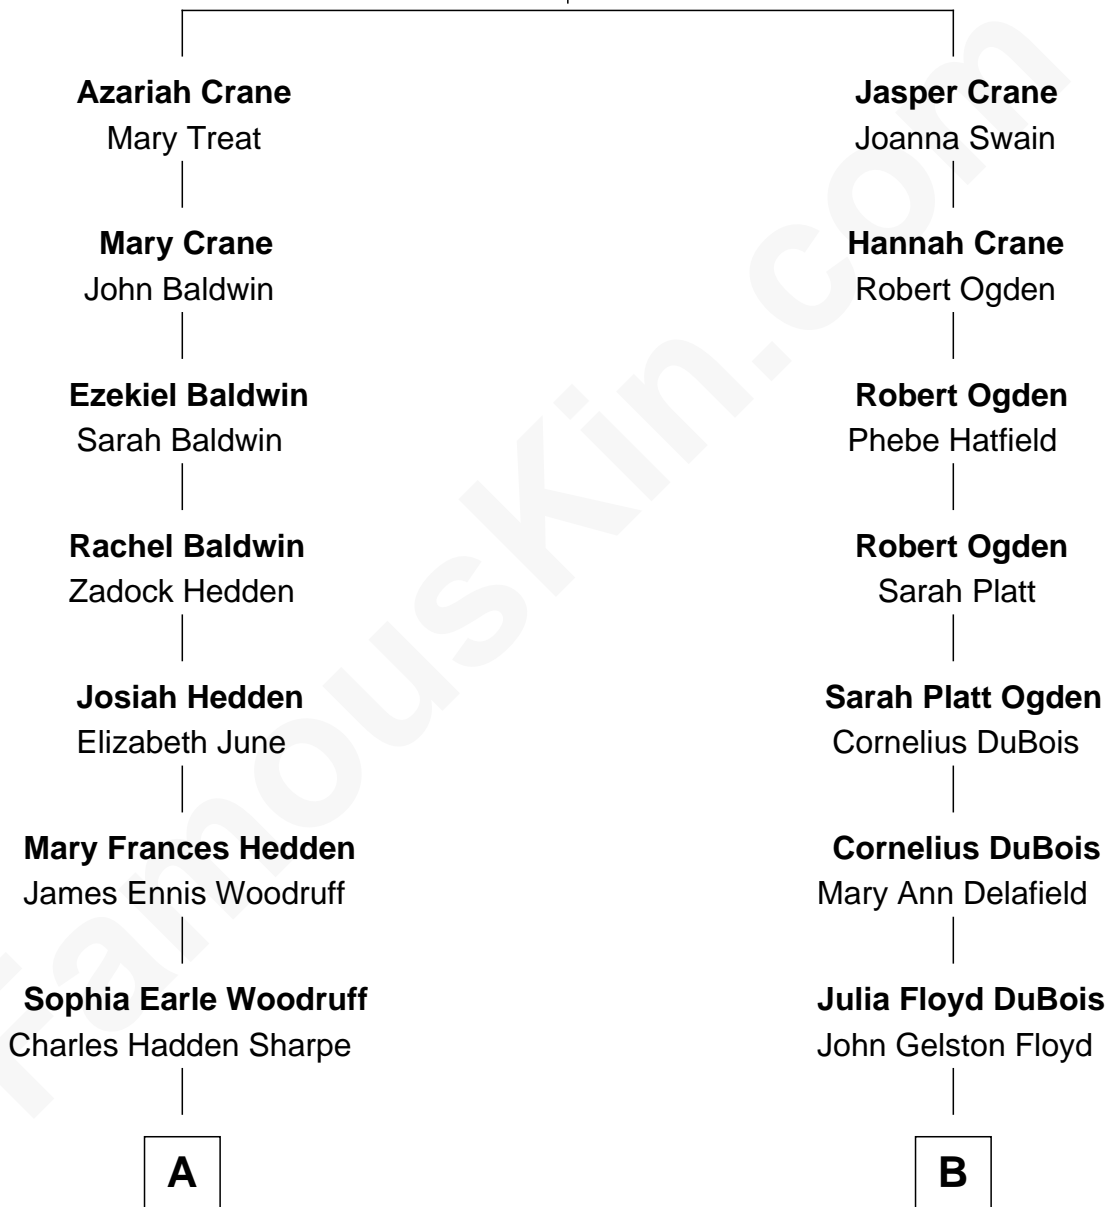 Azariah Crane
Mary Treat
Mary Crane
John Baldwin
Ezekiel Baldwin
Sarah Baldwin
Rachel Baldwin
Zadock Hedden
Josiah Hedden
Elizabeth June
Mary Frances Hedden
James Ennis Woodruff
Sophia Earle Woodruff
Charles Hadden Sharpe
A
Jasper Crane
Joanna Swain
Hannah Crane
Robert Ogden
Robert Ogden
Phebe Hatfield
Robert Ogden
Sarah Platt
Sarah Platt Ogden
Cornelius DuBois
Cornelius DuBois
Mary Ann Delafield
Julia Floyd DuBois
John Gelston Floyd
B
FamousKin.com